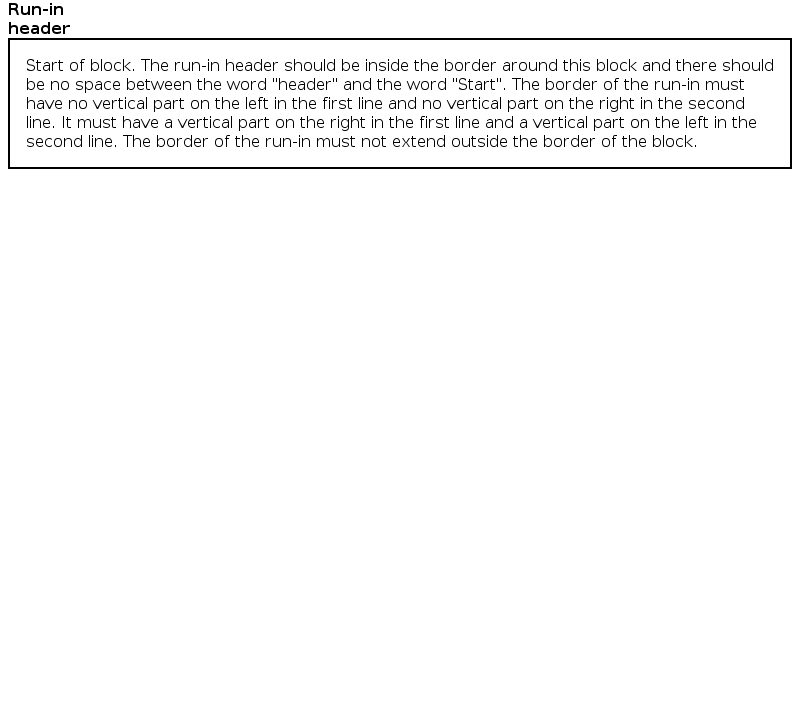 Run-in
header
Start of block. The run-in header should be inside the border around this block and there should
be no space between the word "header" and the word "Start". The border of the run-in must
have no vertical part on the left in the first line and no vertical part on the right in the second
line. It must have a vertical part on the right in the first line and a vertical part on the left in the
second line. The border of the run-in must not extend outside the border of the block.